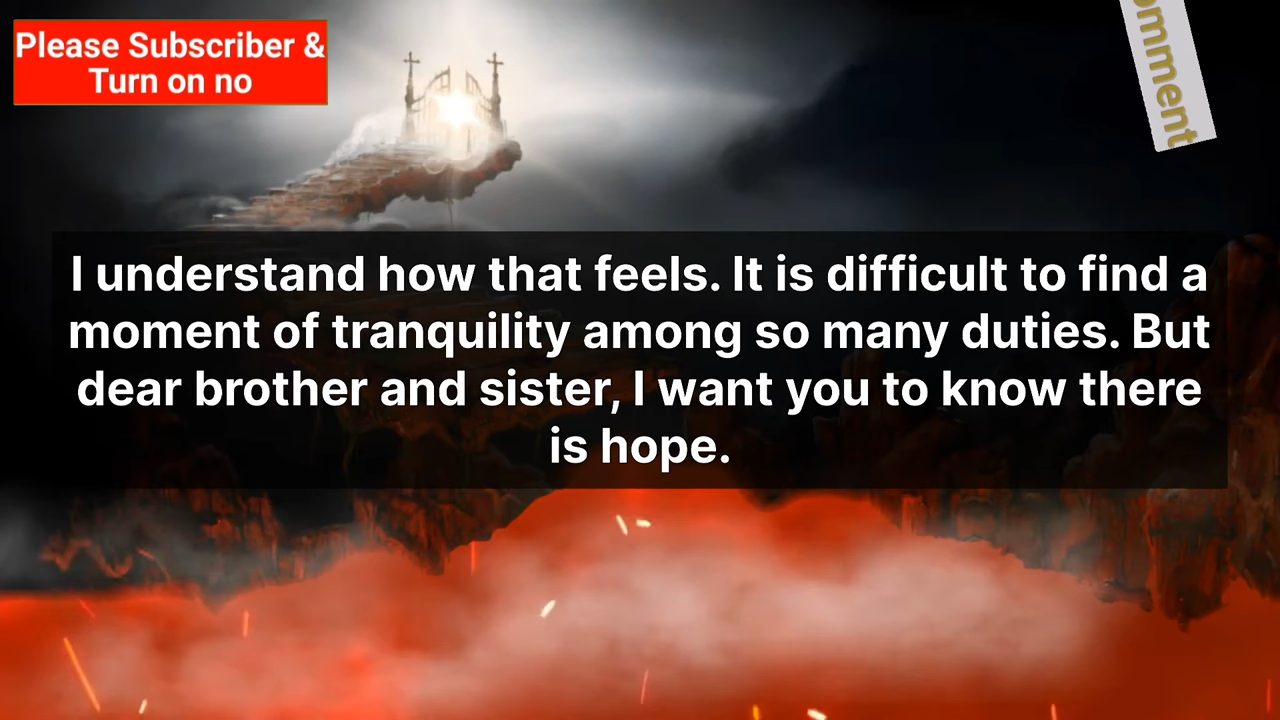 Please Subscriber &
Turn on no
omment
I understand how that feels. It is difficult to find a
moment of tranquility among so many duties. But
dear brother and sister, I want you to know there
is hope.